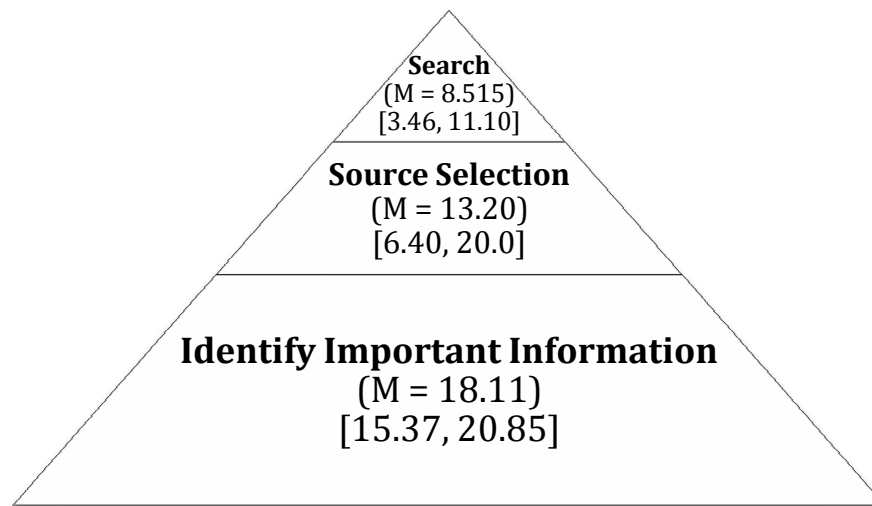 Search
(M = 8.515)
[3.46, 11.10]
Source Selection
(M = 13.20)
[6.40, 20.0]
Identify Important Information
(M = 18.11)
[15.37, 20.85]